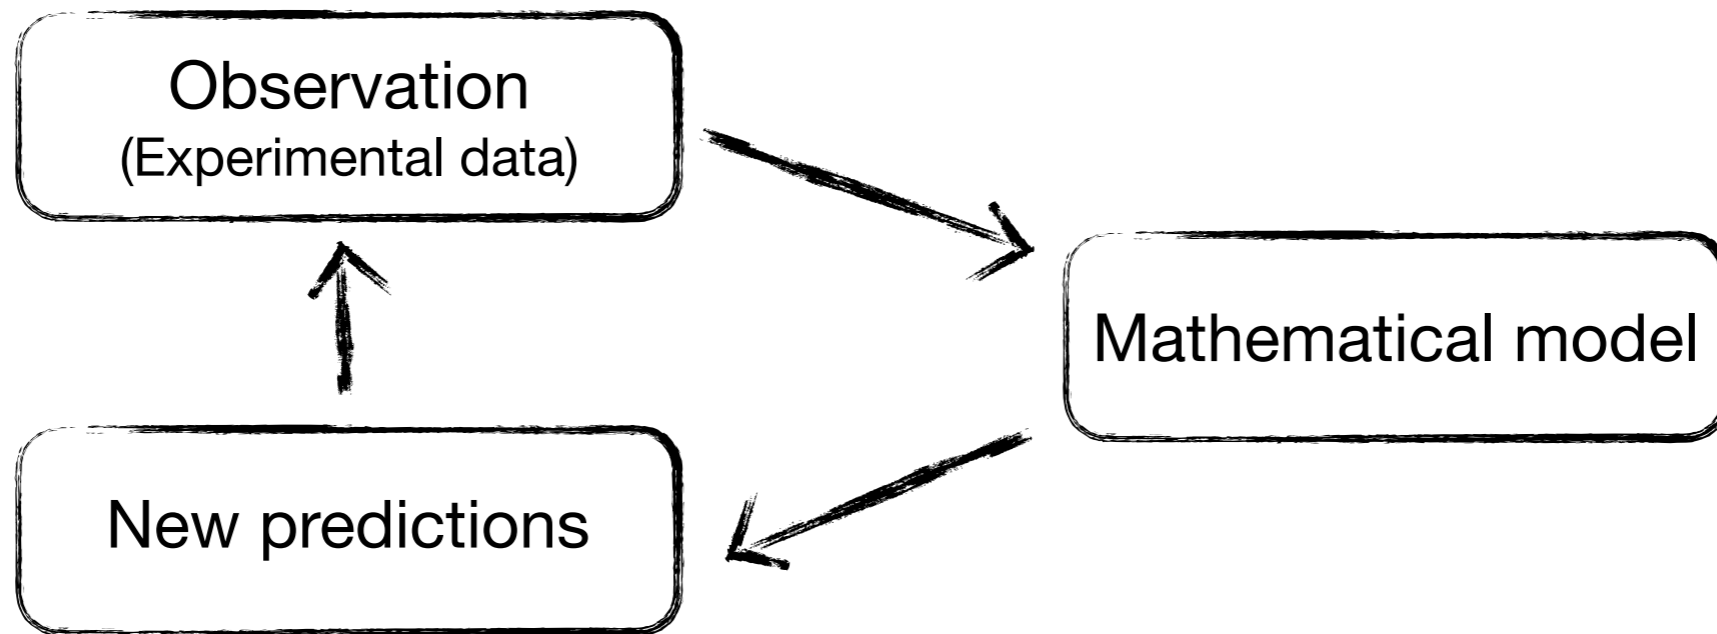 Observation
(Experimental data)
Mathematical model
New predictions